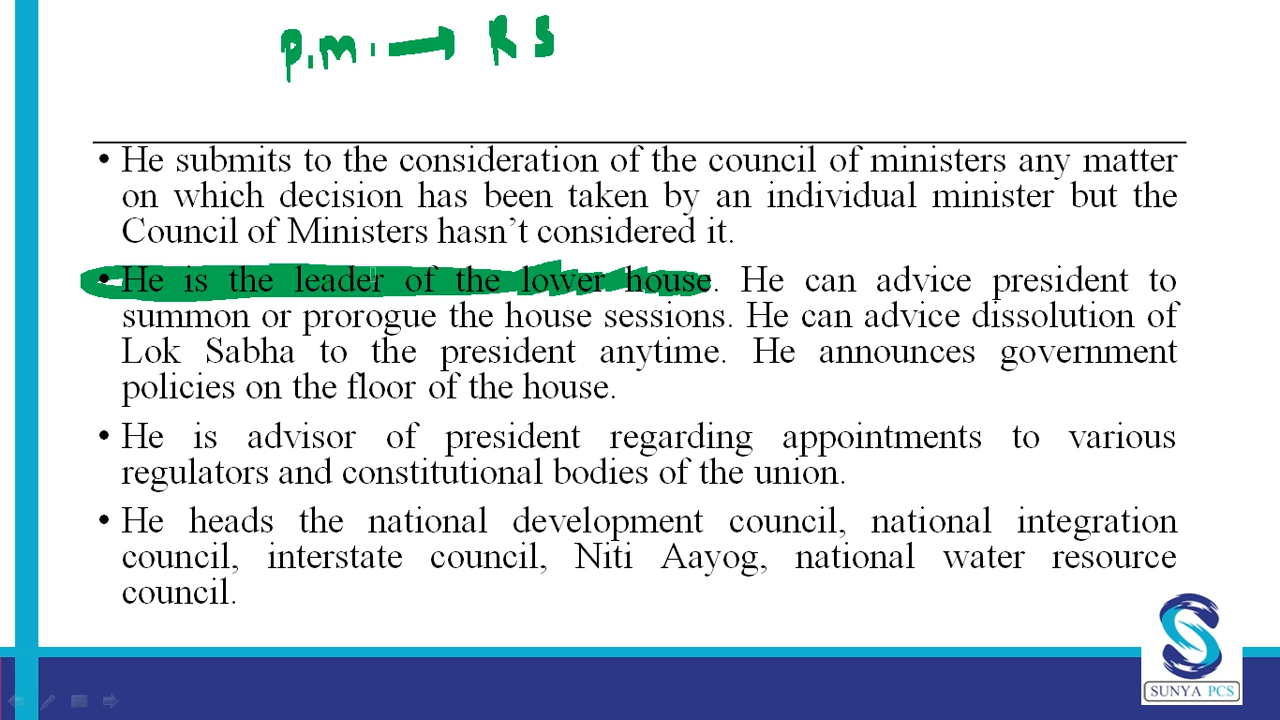 P.M. → R S
• He submits to the consideration of the council of ministers any matter
on which decision has been taken by an individual minister but the
Council of Ministers hasn’t considered it.
• He is the leader of the lower house. He can advice president to
summon or prorogue the house sessions. He can advice dissolution of
Lok Sabha to the president anytime. He announces government
policies on the floor of the house.
• He is advisor of president regarding appointments to various
regulators and constitutional bodies of the union.
• He heads the national development council, national integration
council, interstate council, Niti Aayog, national water resource
council.
SUNYA PCS